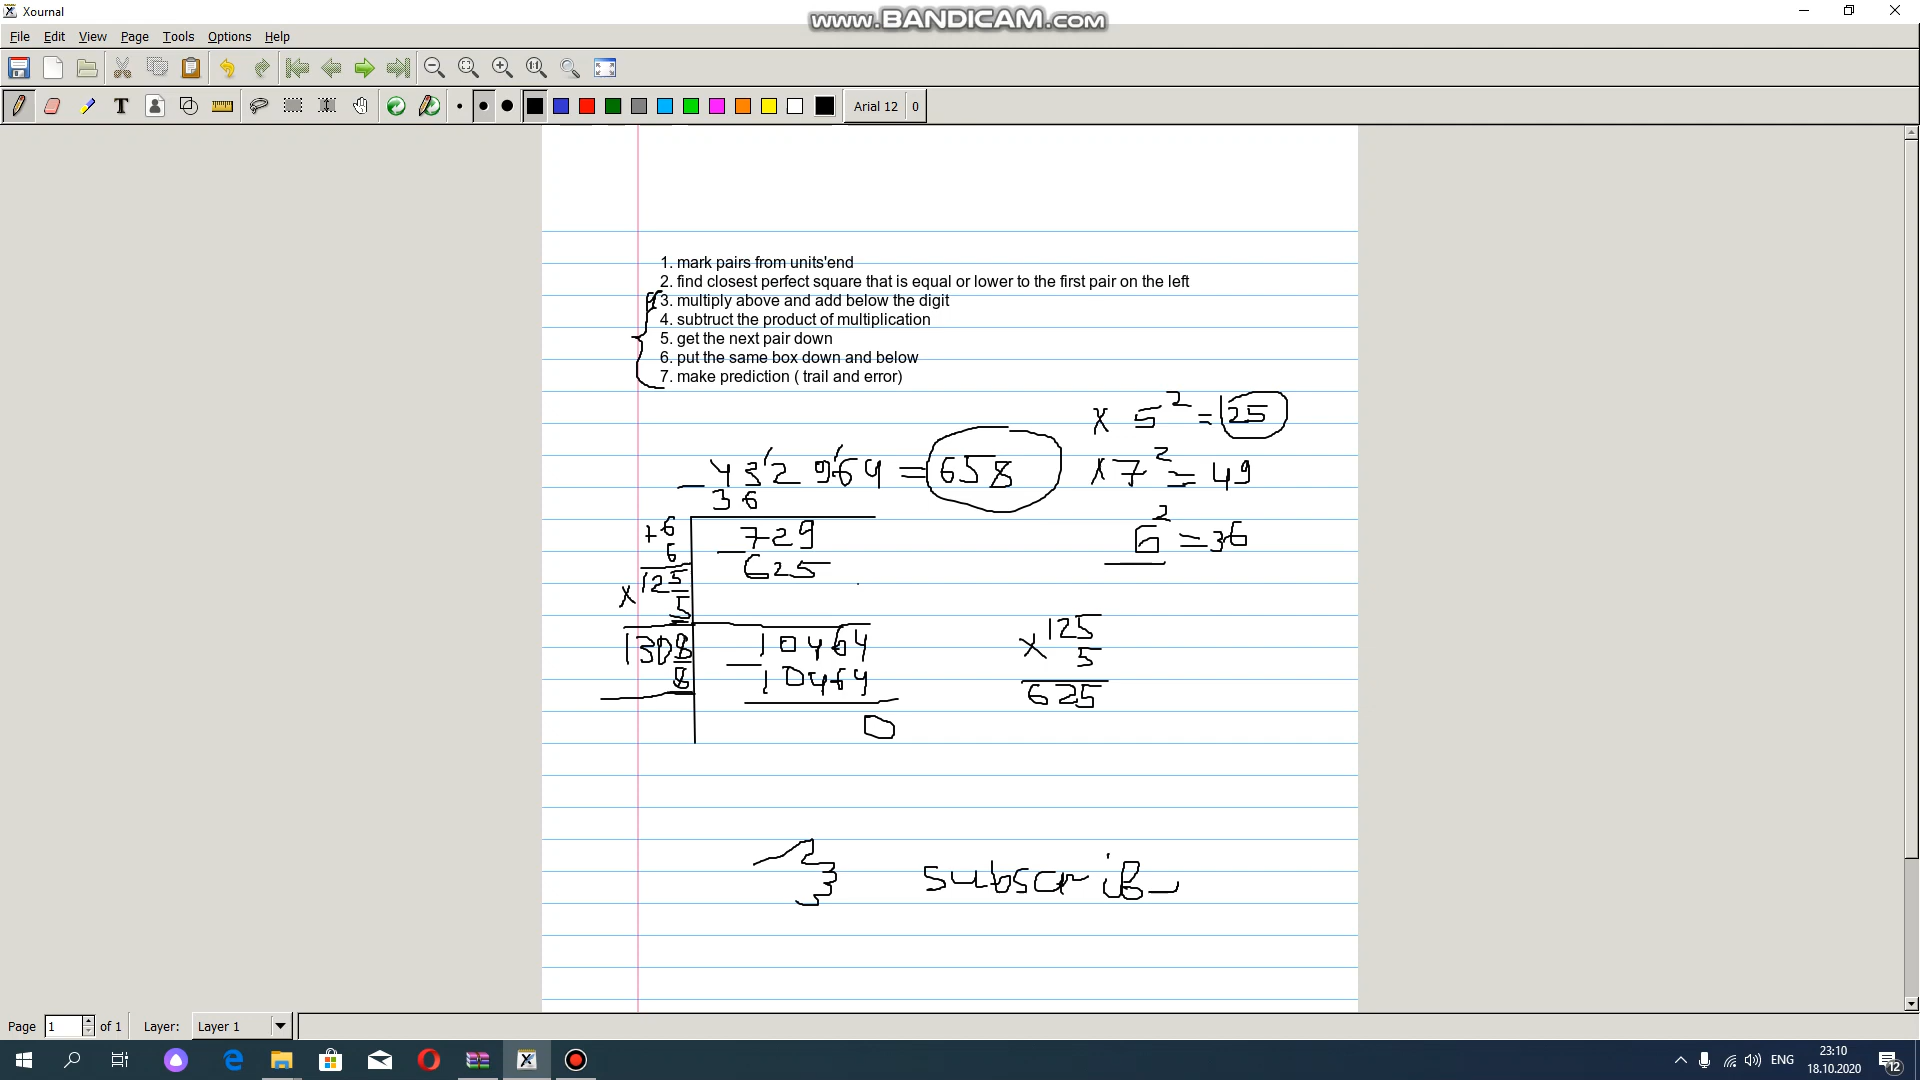 Xournal
www.BANDICAM.com
File Edit View Page Tools Options Help
Arial 12 0
1. mark pairs from units'end
2. find closest perfect square that is equal or lower to the first pair on the left
3. multiply above and add below the digit
4. subtruct the product of multiplication
5. get the next pair down
6. put the same box down and below
7. make prediction ( trail and error)
x 5² = 25
43'29'64 = 658
x 7² = 49
36
+6
729
6² = 36
6
625
125
x
5
1308
10464
125
x 5
8
10464
625
0
subscrib
Page 1 of 1 Layer: Layer 1
ENG
23:10
18.10.2020
12